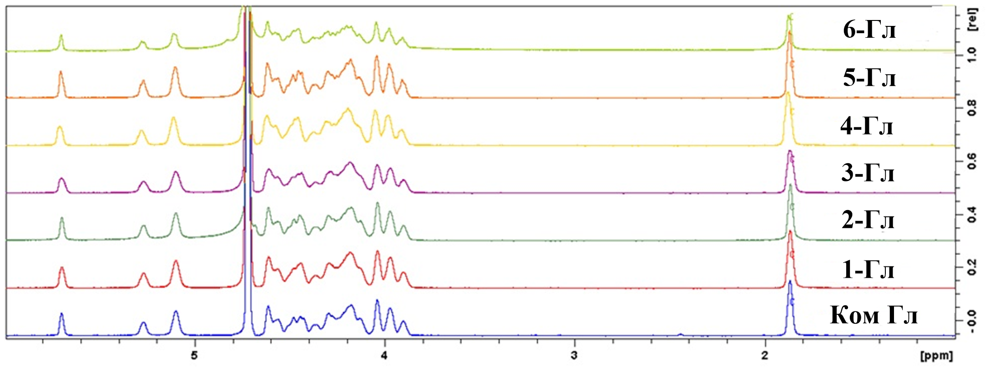 [rel]
6-Гл
1.0
5-Гл
0.8
4-Гл
0.6
3-Гл
0.4
2-Гл
0.2
1-Гл
-0.0
Ком Гл
5 4 3 2 [ppm]